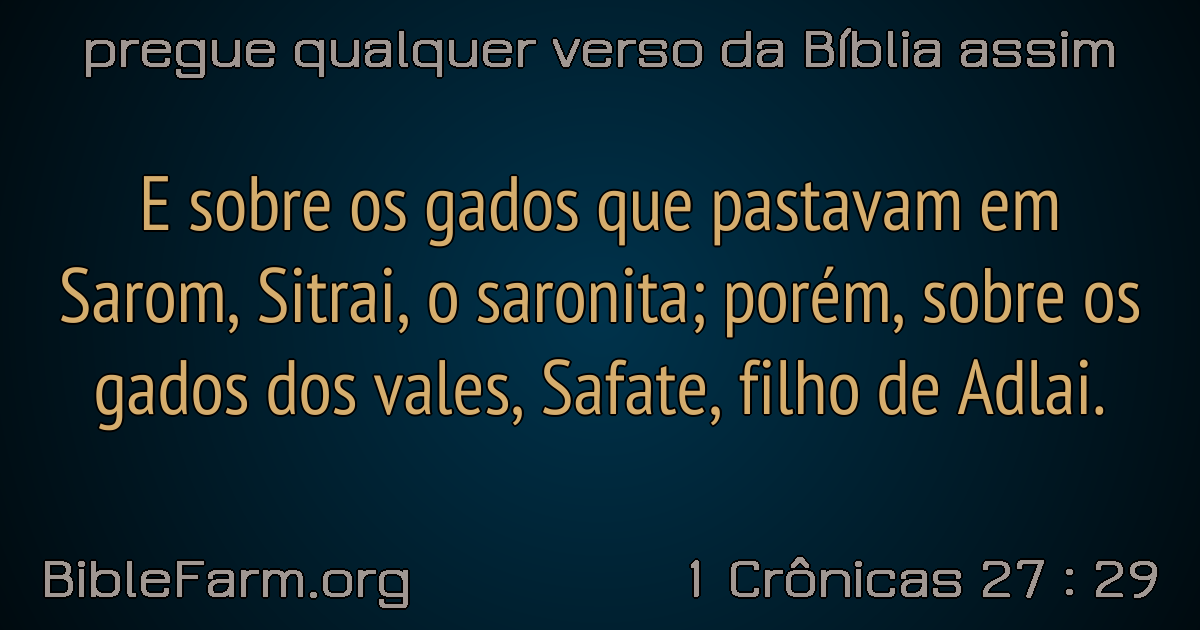 pregue qualquer verso da Bíblia assim
E sobre os gados que pastavam em
Sarom, Sitrai, o saronita; porém, sobre os
gados dos vales, Safate, filho de Adlai.
BibleFarm.org
1 Crônicas 27 : 29